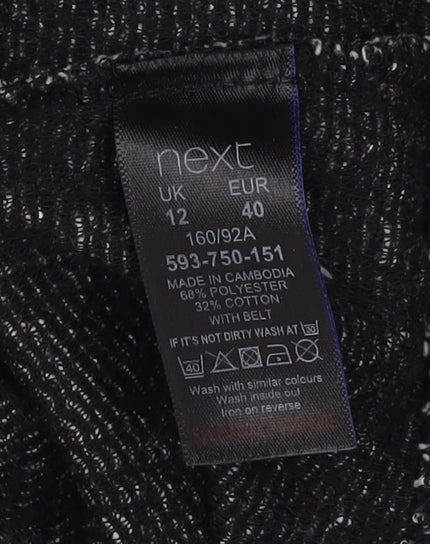 next
UK EUR
12 40
160/92A
593-750-151
MADE IN CAMBODIA
68% POLYESTER
32% COTTON
WITH BELT
IF IT'S NOT DIRTY WASH AT 30
40
Wash with similar colours
Wash inside out
Iron on reverse